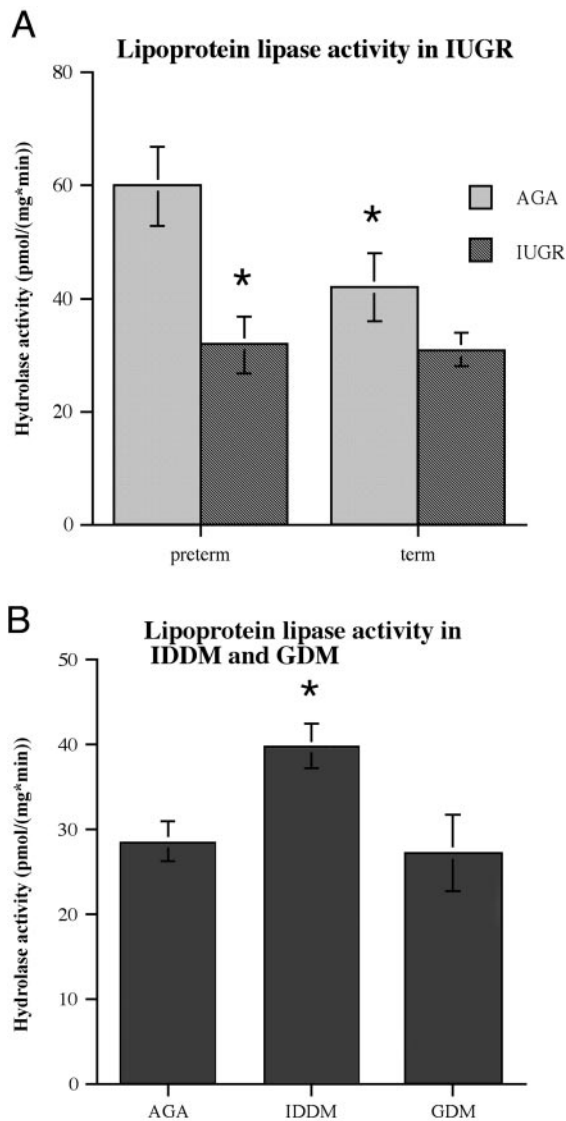 A
Lipoprotein lipase activity in IUGR
Hydrolase activity (pmol/(mg*min))
80
60
40
20
0
*
*
AGA
IUGR
preterm
term
B
Lipoprotein lipase activity in
IDDM and GDM
Hydrolase activity (pmol/(mg*min))
50
40
30
20
10
0
*
AGA
IDDM
GDM